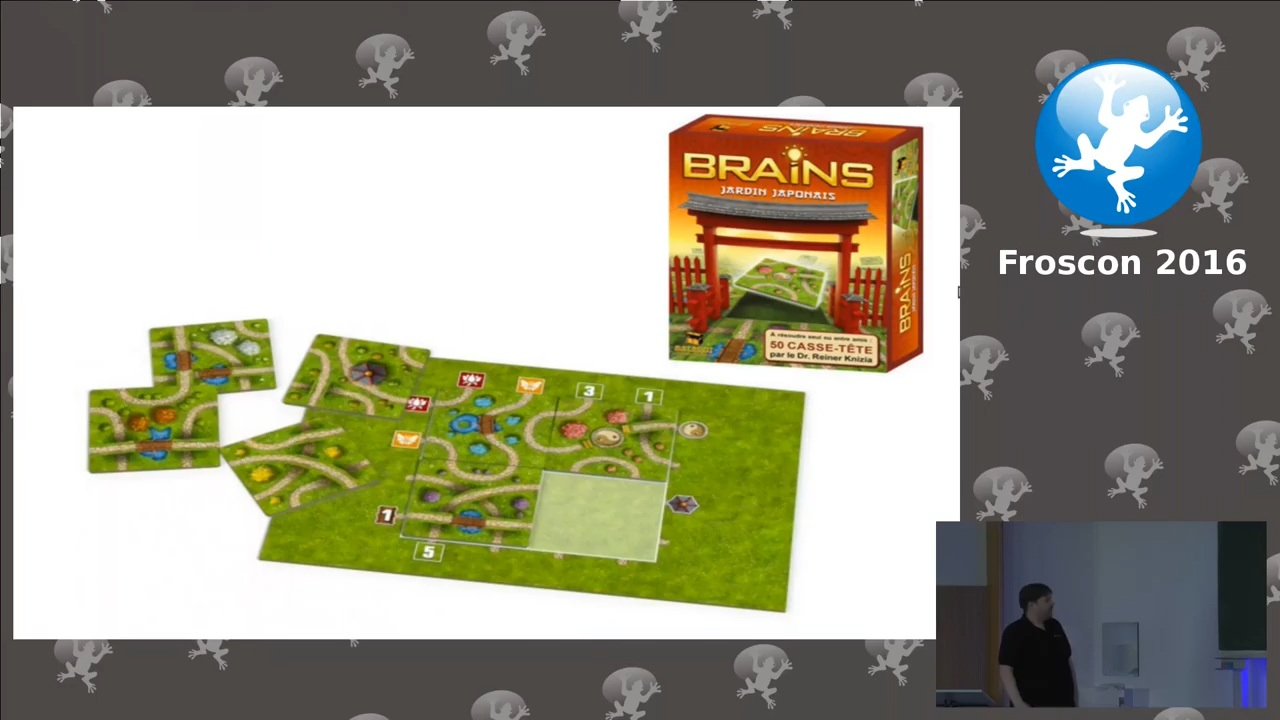 BRAINS
BRAiNS
JARDIN JAPONAIS
BRAiNS
À résoudre seul ou entre amis :
50 CASSE-TÊTE
par le Dr. Reiner Knizia
3
1
1
5
Froscon 2016